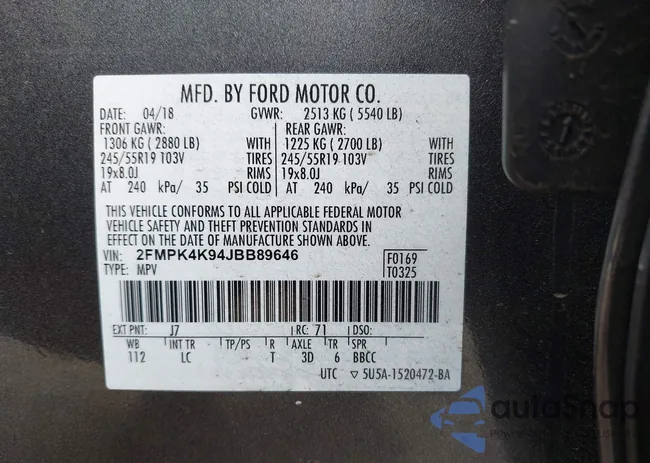 MFD. BY FORD MOTOR CO.
DATE: 04/18 GVWR: 2513 KG (5540 LB)
FRONT GAWR: REAR GAWR:
1306 KG (2880 LB) WITH 1225 KG (2700 LB) WITH
245/55R19 103V TIRES 245/55R19 103V TIRES
19x8.0J RIMS 19x8.0J RIMS
AT 240 kPa/ 35 PSI COLD AT 240 kPa/ 35 PSI COLD
THIS VEHICLE CONFORMS TO ALL APPLICABLE FEDERAL MOTOR
VEHICLE SAFETY AND THEFT PREVENTION STANDARDS IN
EFFECT ON THE DATE OF MANUFACTURE SHOWN ABOVE.
VIN: 2FMPK4K94JBB89646 F0169
TYPE: MPV T0325
EXT PNT: J7 RC: 71 DSO:
WB INT TR TP/PS R AXLE TR SPR
112 LC T 3D 6 BBCC
UTC ▽ 5U5A-1520472-BA
autoSnap